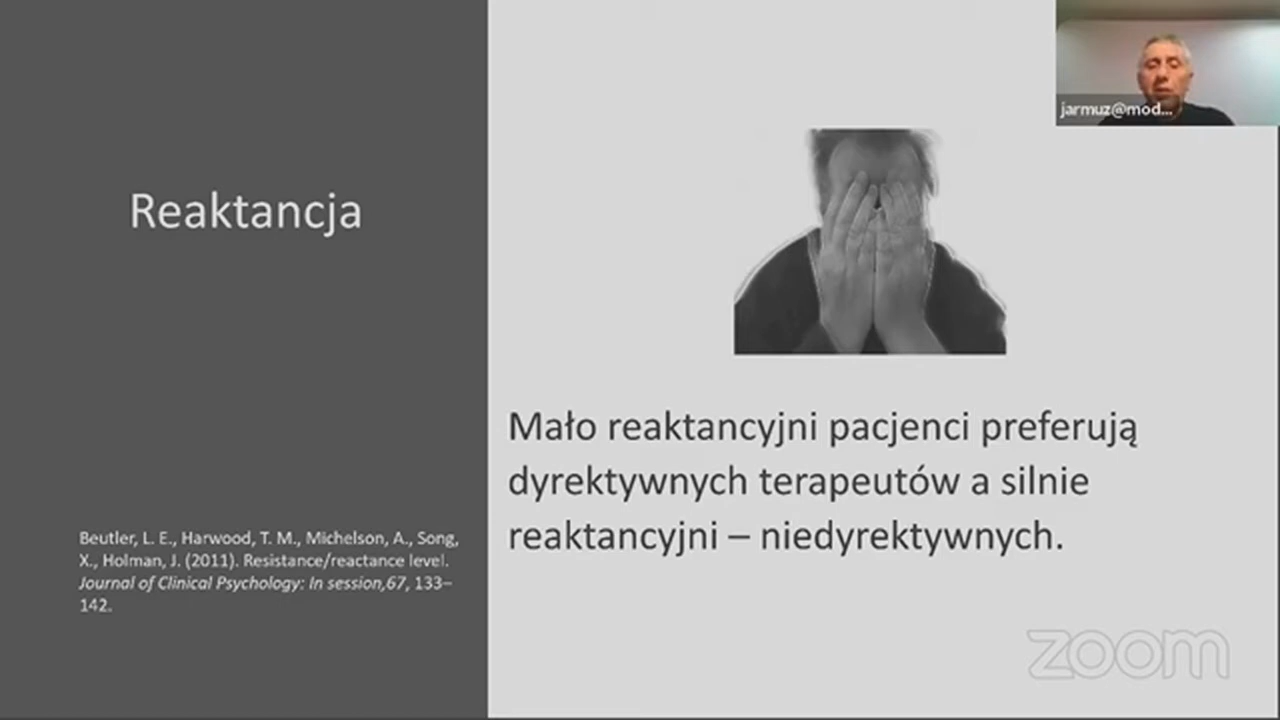 jarmuz@mod...
Reaktancja
Mało reaktancyjni pacjenci preferują
dyrektywnych terapeutów a silnie
reaktancyjni – niedyrektywnych.
Beutler, L. E., Harwood, T. M., Michelson, A., Song,
X., Holman, J. (2011). Resistance/reactance level.
Journal of Clinical Psychology: In session,67, 133–
142.
zoom